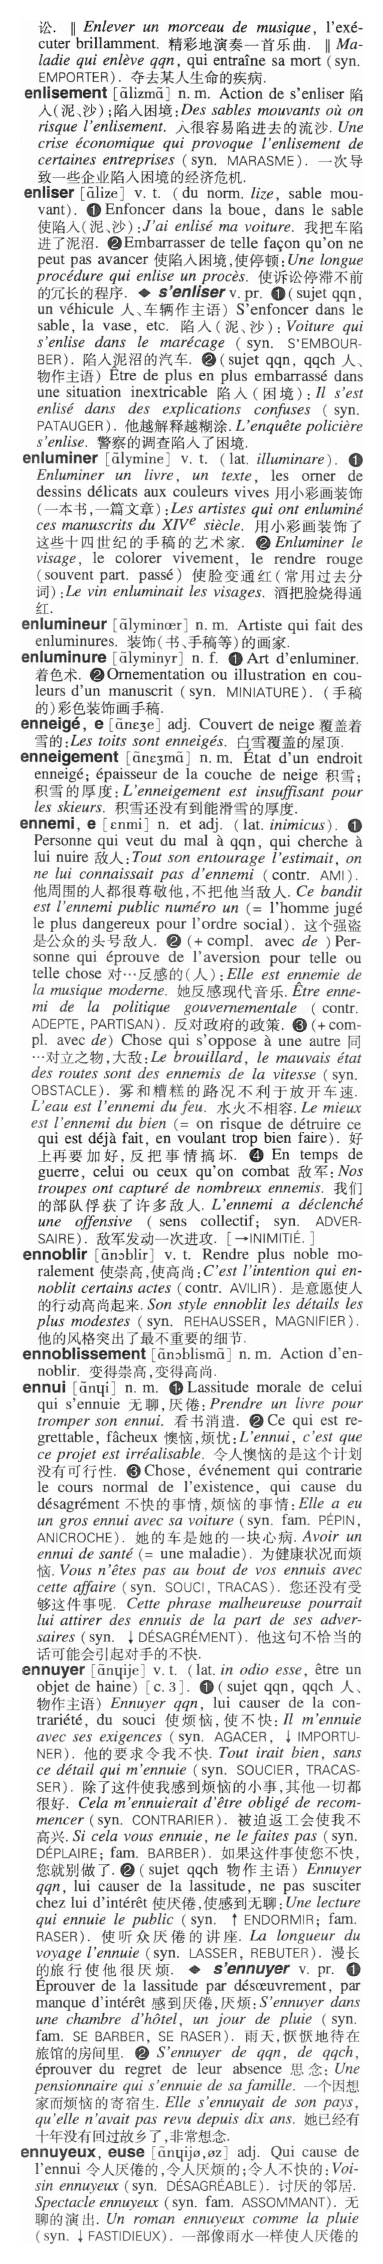 讼. ‖ Enlever un morceau de musique, l'exé-
cuter brillamment. 精彩地演奏一首乐曲. ‖ Ma-
ladie qui enlève qqn, qui entraîne sa mort (syn.
EMPORTER). 夺去某人生命的疾病.
enlisement [ɑ̃lizmɑ̃] n. m. Action de s'enliser 陷
入(泥、沙);陷入困境:Des sables mouvants où on
risque l'enlisement. 人很容易陷进去的流沙. Une
crise économique qui provoque l'enlisement de
certaines entreprises (syn. MARASME). 一次导
致一些企业陷入困境的经济危机.
enliser [ɑ̃lize] v. t. (du norm. lize, sable mou-
vant). ❶ Enfoncer dans la boue, dans le sable
使陷入(泥、沙):J'ai enlisé ma voiture. 我把车陷
进了泥沼. ❷ Embarrasser de telle façon qu'on ne
peut pas avancer 使陷入困境,使停顿:Une longue
procédure qui enlise un procès. 使诉讼停滞不前
的冗长的程序. ◆ s'enliser v. pr. ❶ (sujet qqn,
un véhicule 人、车辆作主语) S'enfoncer dans le
sable, la vase, etc. 陷入(泥、沙): Voiture qui
s'enlise dans le marécage (syn. S'EMBOUR-
BER). 陷入泥沼的汽车. ❷ (sujet qqn, qqch 人、
物作主语) Être de plus en plus embarrassé dans
une situation inextricable 陷入(困境): Il s'est
enlisé dans des explications confuses (syn.
PATAUGER). 他越解释越糊涂. L'enquête policière
s'enlise. 警察的调查陷入了困境.
enluminer [ɑ̃lymine] v. t. (lat. illuminare). ❶
Enluminer un livre, un texte, les orner de
dessins délicats aux couleurs vives 用小彩画装饰
(一本书,一篇文章):Les artistes qui ont enluminé
ces manuscrits du XIVe siècle. 用小彩画装饰了
这些十四世纪的手稿的艺术家. ❷ Enluminer le
visage, le colorer vivement, le rendre rouge
(souvent part. passé) 使脸变通红(常用过去分
词):Le vin enluminait les visages. 酒把脸烧得通
红.
enlumineur [ɑ̃lyminœr] n. m. Artiste qui fait des
enluminures. 装饰(书、手稿等)的画家.
enluminure [ɑ̃lyminyr] n. f. ❶ Art d'enluminer.
着色术. ❷ Ornementation ou illustration en cou-
leurs d'un manuscrit (syn. MINIATURE). (手稿
的)彩色装饰画手稿.
enneigé, e [ɑ̃nɛʒe] adj. Couvert de neige 覆盖着
雪的:Les toits sont enneigés. 白雪覆盖的屋顶.
enneigement [ɑ̃nɛʒmɑ̃] n. m. État d'un endroit
enneigé; épaisseur de la couche de neige 积雪;
积雪的厚度: L'enneigement est insuffisant pour
les skieurs. 积雪还没有到能滑雪的厚度.
ennemi, e [ɛnmi] n. et adj. (lat. inimicus). ❶
Personne qui veut du mal à qqn, qui cherche à
lui nuire 敌人:Tout son entourage l'estimait, on
ne lui connaissait pas d'ennemi (contr. AMI).
他周围的人都很尊敬他,不把他当敌人. Ce bandit
est l'ennemi public numéro un (= l'homme jugé
le plus dangereux pour l'ordre social). 这个强盗
是公众的头号敌人. ❷ (+ compl. avec de ) Per-
sonne qui éprouve de l'aversion pour telle ou
telle chose 对…反感的(人):Elle est ennemie de
la musique moderne. 她反感现代音乐. Être enne-
mi de la politique gouvernementale (contr.
ADEPTE, PARTISAN). 反对政府的政策. ❸ (+ com-
pl. avec de) Chose qui s'oppose à une autre 同
…对立之物,大敌:Le brouillard, le mauvais état
des routes sont des ennemis de la vitesse (syn.
OBSTACLE). 雾和糟糕的路况不利于放开车速.
L'eau est l'ennemi du feu. 水火不相容. Le mieux
est l'ennemi du bien (= on risque de détruire ce
qui est déjà fait, en voulant trop bien faire). 好
上再要加好,反把事情搞坏. ❹ En temps de
guerre, celui ou ceux qu'on combat 敌军:Nos
troupes ont capturé de nombreux ennemis. 我们
的部队俘获了许多敌人. L'ennemi a déclenché
une offensive ( sens collectif; syn. ADVER-
SAIRE). 敌军发动一次进攻. [→INIMITIÉ. ]
ennoblir [ɑ̃nɔblir] v. t. Rendre plus noble mo-
ralement 使崇高,使高尚:C'est l'intention qui en-
noblit certains actes (contr. AVILIR). 是意愿使人
的行动高尚起来. Son style ennoblit les détails les
plus modestes (syn. REHAUSSER, MAGNIFIER).
他的风格突出了最不重要的细节.
ennoblissement [ɑ̃nɔblismɑ̃] n. m. Action d'en-
noblir. 变得崇高,变得高尚.
ennui [ɑ̃nɥi] n. m. ❶ Lassitude morale de celui
qui s'ennuie 无聊,厌倦:Prendre un livre pour
tromper son ennui. 看书消遣. ❷ Ce qui est re-
grettable, fâcheux 懊恼,烦忧:L'ennui, c'est que
ce projet est irréalisable. 令人懊恼的是这个计划
没有可行性. ❸ Chose, événement qui contrarie
le cours normal de l'existence, qui cause du
désagrément 不快的事情,烦恼的事情:Elle a eu
un gros ennui avec sa voiture (syn. fam. PÉPIN,
ANICROCHE). 她的车是她的一块心病. Avoir un
ennui de santé (= une maladie). 为健康状况而烦
恼. Vous n'êtes pas au bout de vos ennuis avec
cette affaire (syn. SOUCI, TRACAS). 您还没有受
够这件事呢. Cette phrase malheureuse pourrait
lui attirer des ennuis de la part de ses adver-
saires (syn. ↓ DÉSAGRÉMENT). 他这句不恰当的
话可能会引起对手的不快.
ennuyer [ɑ̃nɥije] v. t. (lat. in odio esse, être un
objet de haine) [c. 3]. ❶ (sujet qqn, qqch 人、
物作主语) Ennuyer qqn, lui causer de la con-
trariété, du souci 使烦恼,使不快: Il m'ennuie
avec ses exigences (syn. AGACER, ↓ IMPORTU-
NER). 他的要求令我不快. Tout irait bien, sans
ce détail qui m'ennuie (syn. SOUCIER, TRACAS-
SER). 除了这件使我感到烦恼的小事,其他一切都
很好. Cela m'ennuierait d'être obligé de recom-
mencer (syn. CONTRARIER). 被迫返工会使我不
高兴. Si cela vous ennuie, ne le faites pas (syn.
DÉPLAIRE; fam. BARBER). 如果这件事使您不快,
您就别做了. ❷ (sujet qqch 物作主语) Ennuyer
qqn, lui causer de la lassitude, ne pas susciter
chez lui d'intérêt 使厌倦,使感到无聊:Une lecture
qui ennuie le public (syn. ↑ ENDORMIR; fam.
RASER). 使听众厌倦的讲座. La longueur du
voyage l'ennuie (syn. LASSER, REBUTER). 漫长
的旅行使他很厌烦. ◆ s'ennuyer v. pr. ❶
Éprouver de la lassitude par désœuvrement, par
manque d'intérêt 感到厌倦,厌烦:S'ennuyer dans
une chambre d'hôtel, un jour de pluie (syn.
fam. SE BARBER, SE RASER). 雨天,恹恹地待在
旅馆的房间里. ❷ S'ennuyer de qqn, de qqch,
éprouver du regret de leur absence 思念: Une
pensionnaire qui s'ennuie de sa famille. 一个因想
家而烦恼的寄宿生. Elle s'ennuyait de son pays,
qu'elle n'avait pas revu depuis dix ans. 她已经有
十年没有回过故乡了,非常想念.
ennuyeux, euse [ɑ̃nɥijø,øz] adj. Qui cause de
l'ennui 令人厌倦的,令人厌烦的;令人不快的:Voi-
sin ennuyeux (syn. DÉSAGRÉABLE). 讨厌的邻居.
Spectacle ennuyeux (syn. fam. ASSOMMANT). 无
聊的演出. Un roman ennuyeux comme la pluie
(syn. ↓ FASTIDIEUX). 一部像雨水一样使人厌倦的